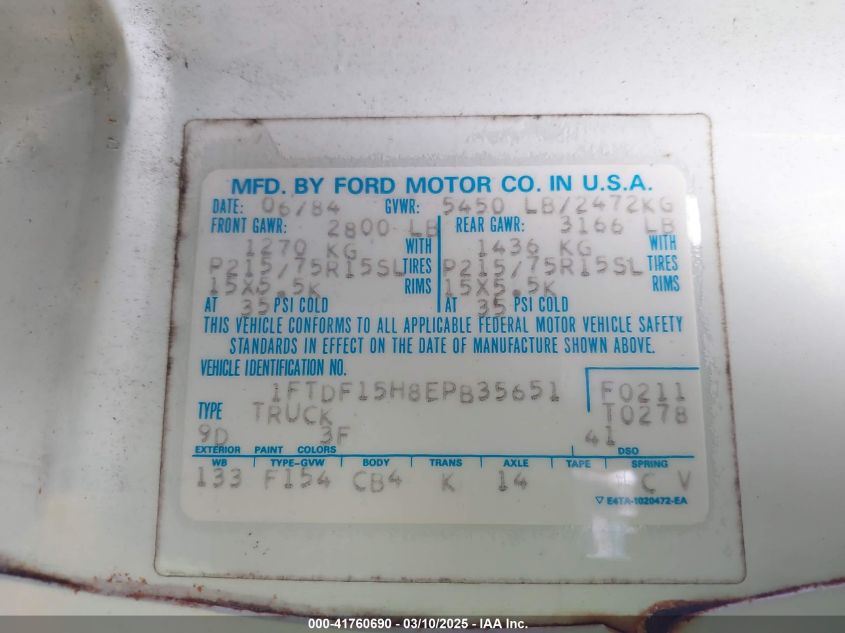 MFD. BY FORD MOTOR CO. IN U.S.A.
DATE: 06/84 GVWR: 5450 LB/2472KG
FRONT GAWR: 2800 LB REAR GAWR: 3166 LB
1270 KG WITH 1436 KG WITH
P215/75R15SL TIRES P215/75R15SL TIRES
15X5.5K RIMS 15X5.5K RIMS
AT 35 PSI COLD AT 35 PSI COLD
THIS VEHICLE CONFORMS TO ALL APPLICABLE FEDERAL MOTOR VEHICLE SAFETY
STANDARDS IN EFFECT ON THE DATE OF MANUFACTURE SHOWN ABOVE.
VEHICLE IDENTIFICATION NO.
1FTDF15H8EPB35651 F0211
TYPE TRUCK T0278
9D 3F 41
EXTERIOR PAINT COLORS DSO
WB TYPE-GVW BODY TRANS AXLE TAPE SPRING
133 F154 CB4 K 14 C V
▽ E4TA-1020472-EA
000-41760690 - 03/10/2025 - IAA Inc.